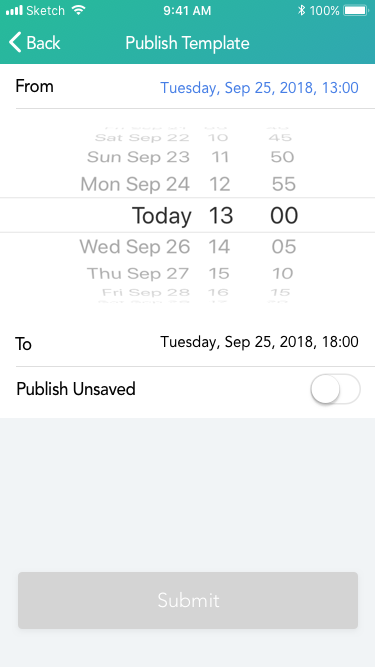 Sketch 9:41 AM 100%
Back Publish Template
From Tuesday, Sep 25, 2018, 13:00
Sat Sep 22 10 45
Sun Sep 23 11 50
Mon Sep 24 12 55
Today 13 00
Wed Sep 26 14 05
Thu Sep 27 15 10
Fri Sep 28 16 15
To Tuesday, Sep 25, 2018, 18:00
Publish Unsaved
Submit